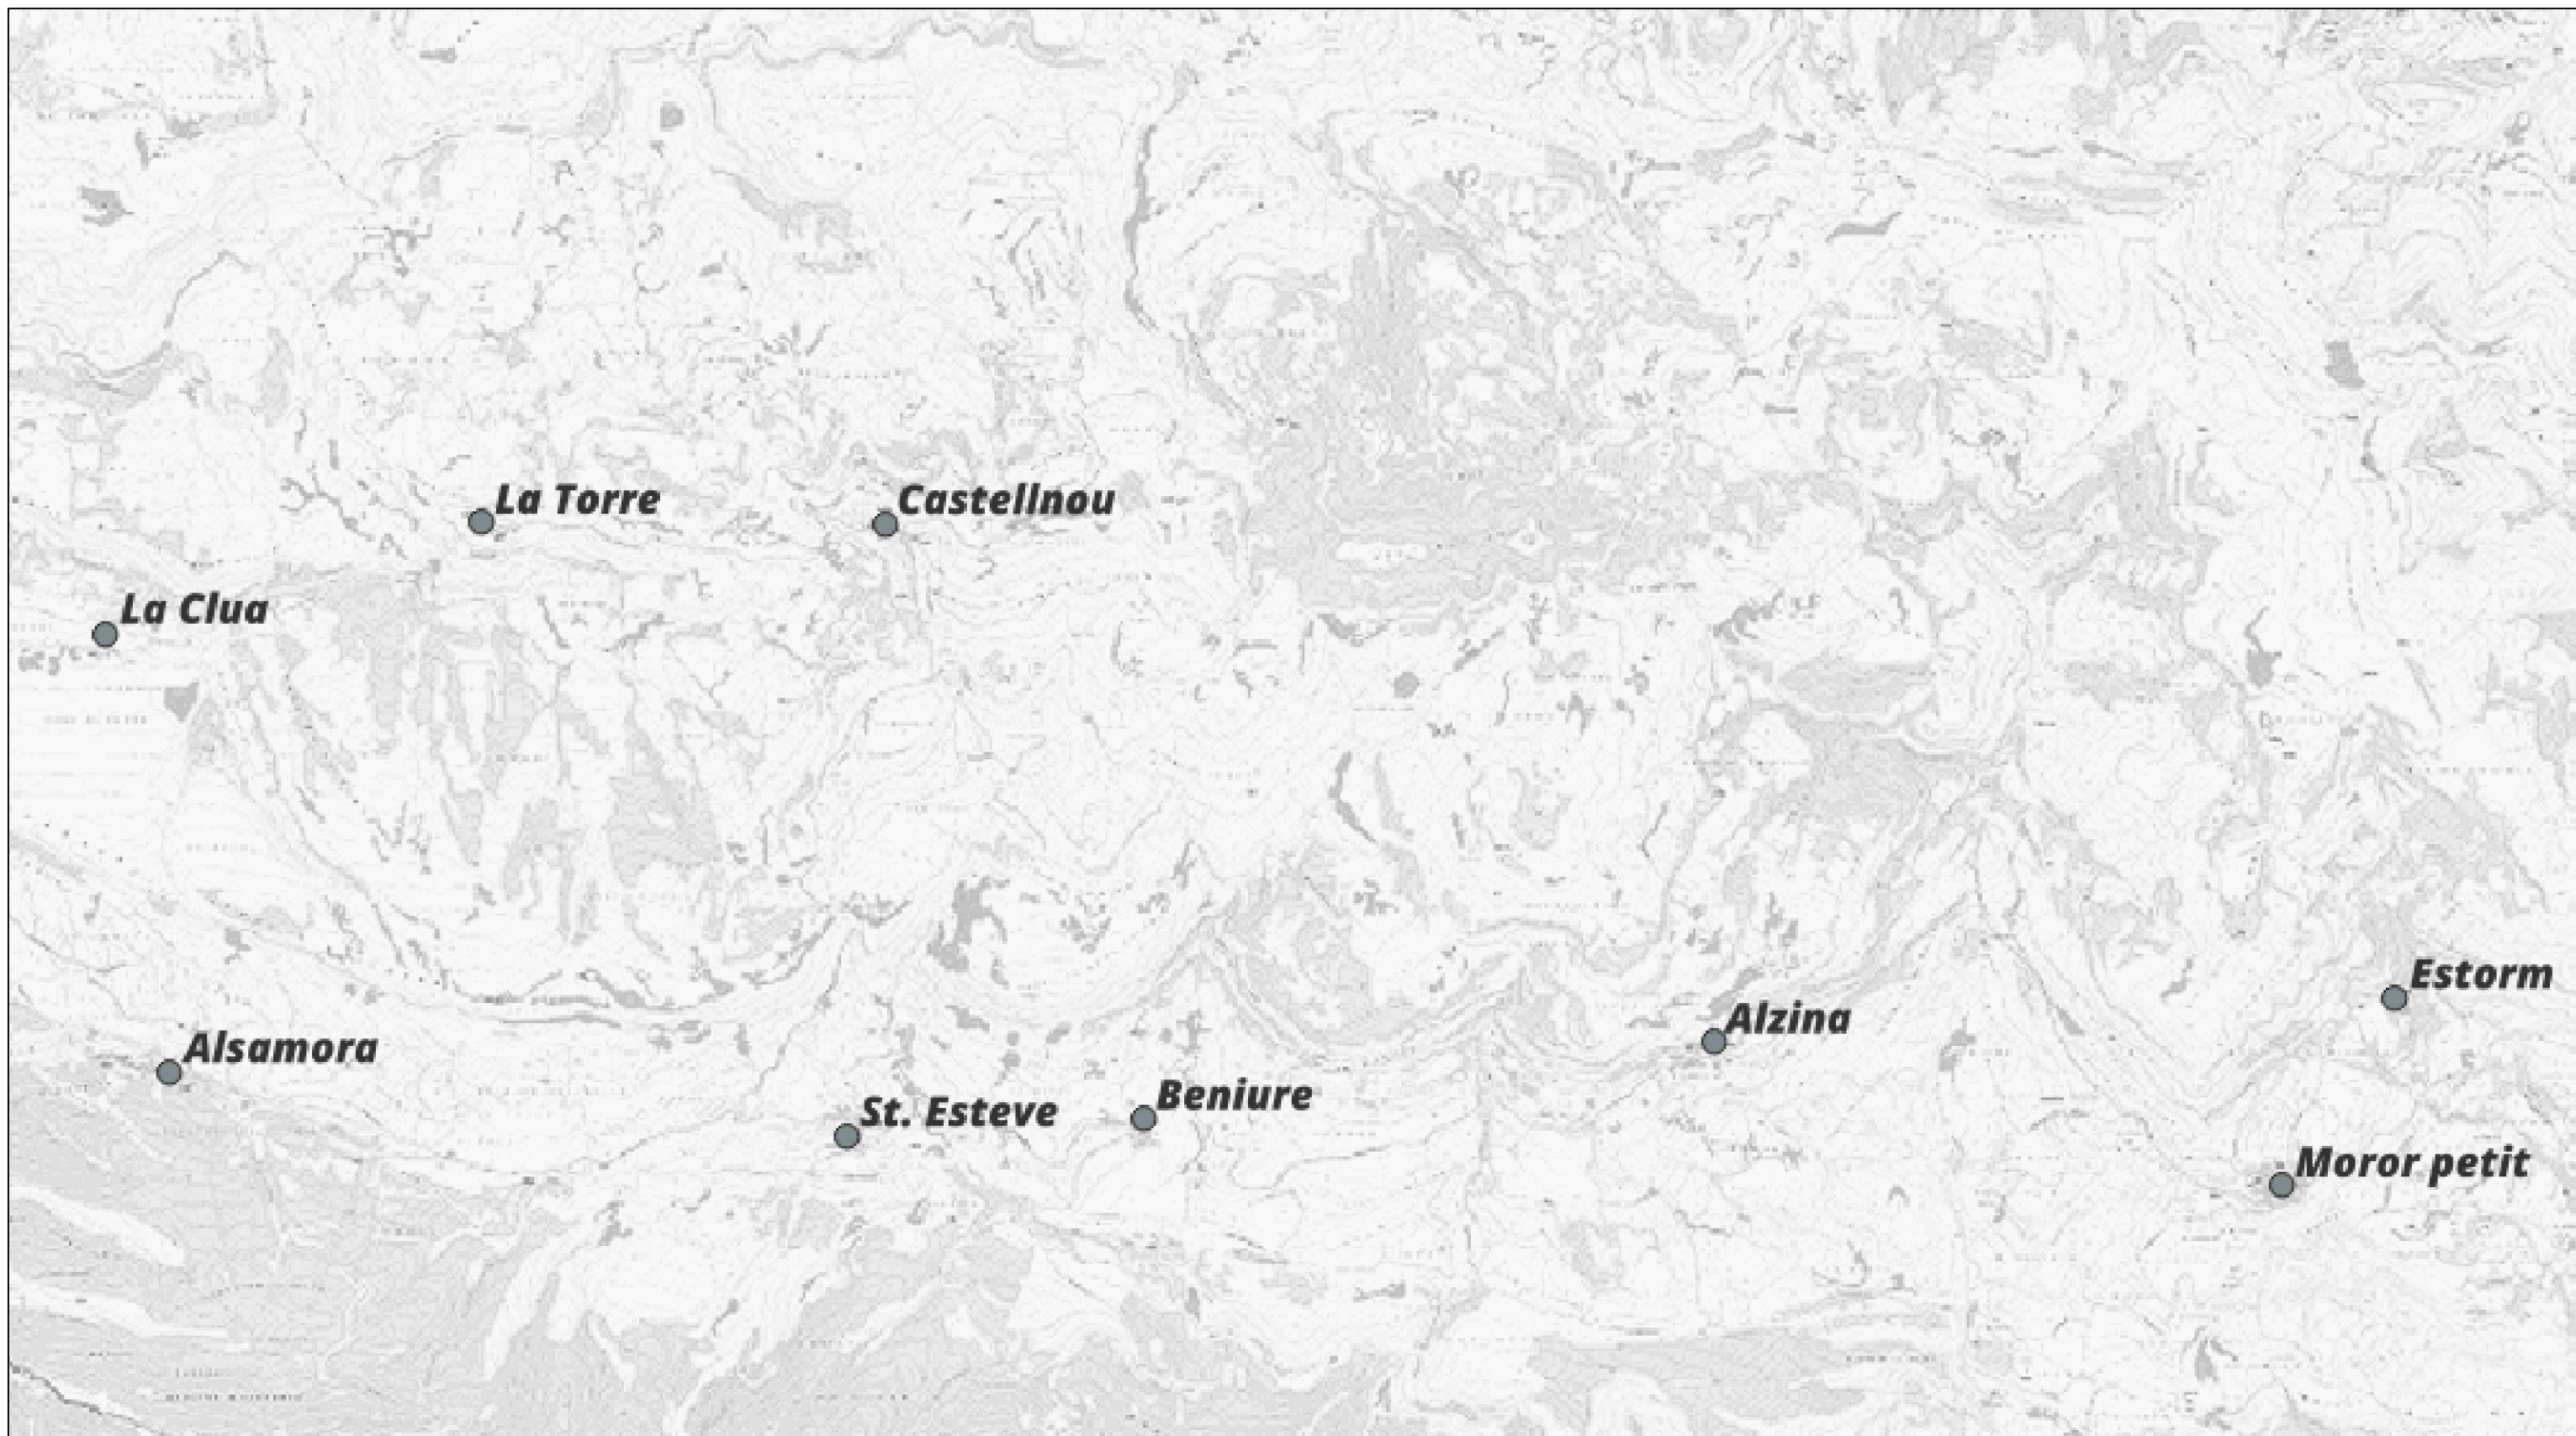 La Torre
Castellnou
La Clua
Estorm
Alzina
Alsamora
Beniure
St. Esteve
Moror petit